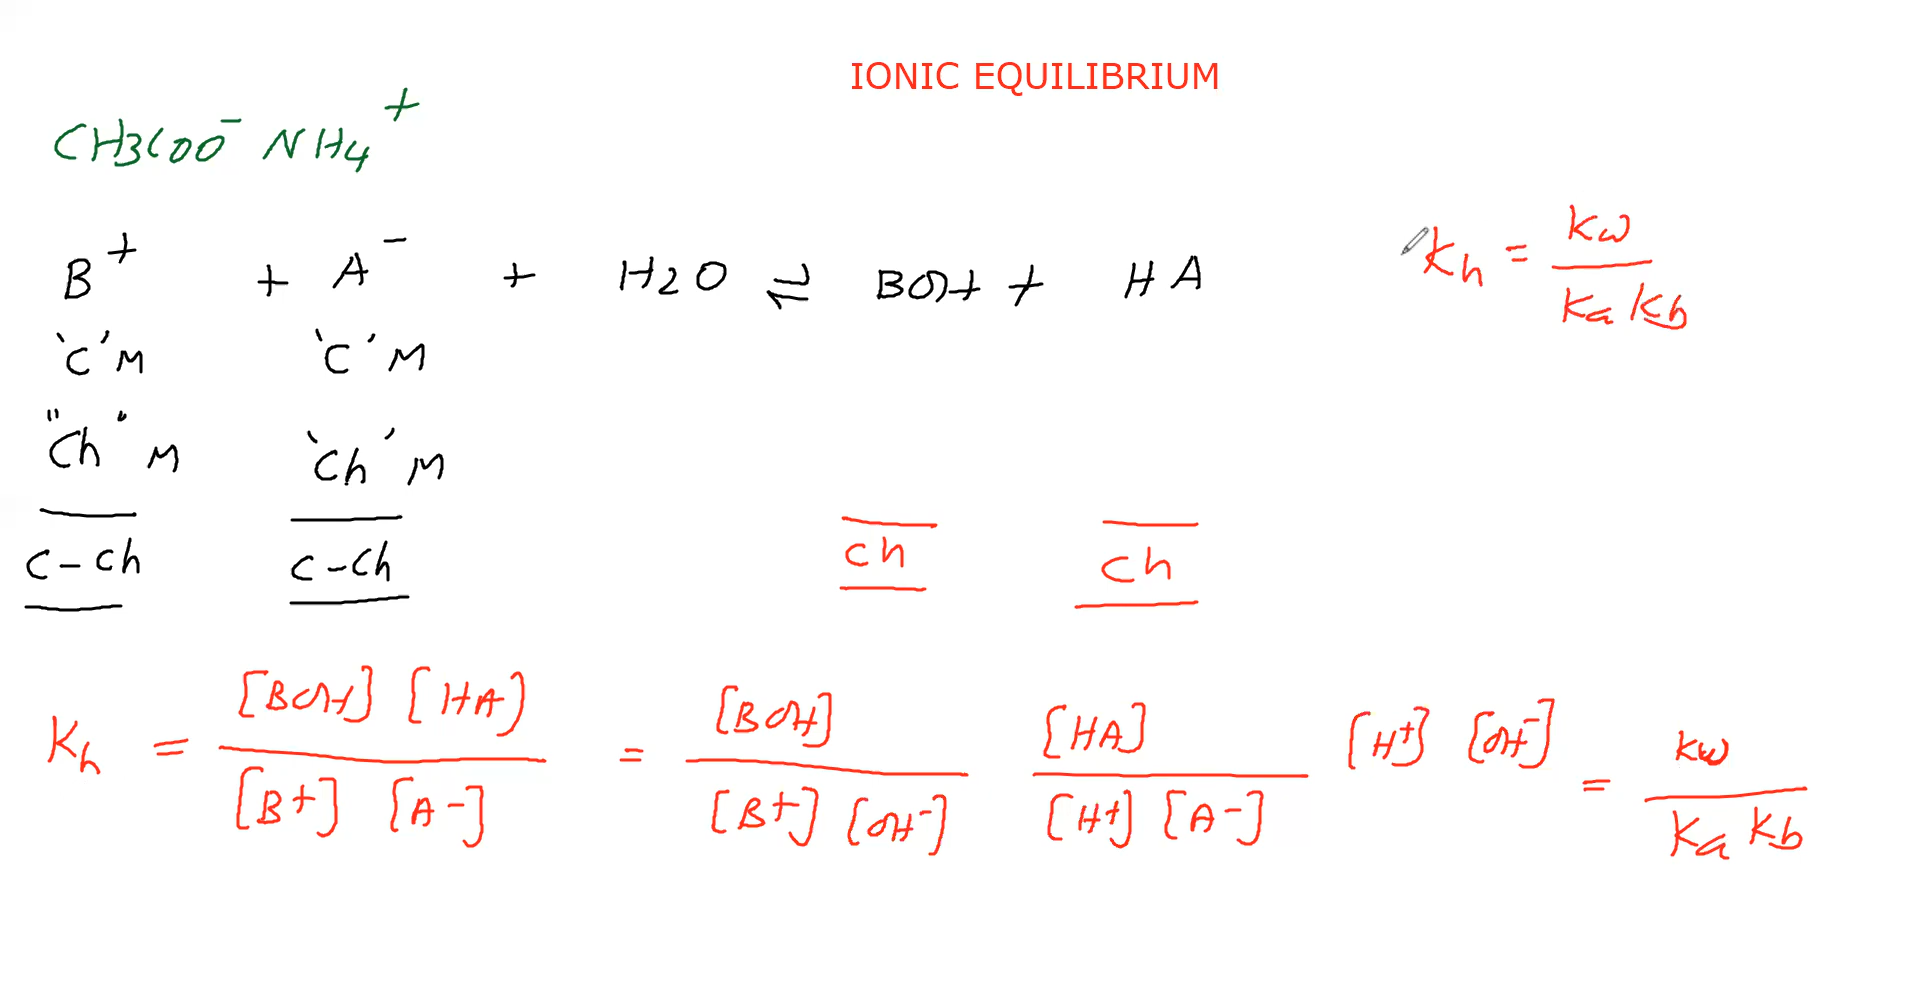 IONIC EQUILIBRIUM
CH3COO⁻ NH4⁺
B⁺ + A⁻ + H2O ⇌ BOH + HA
Kh = Kw / Ka Kb
'C' M 'C' M
"Ch" M 'Ch' M
C-Ch C-Ch Ch Ch
Kh = [BOH] [HA] / [B+] [A-] = [BOH] / [B+] [OH⁻] [HA] / [H+] [A-] [H+] [OH⁻] = Kw / Ka Kb